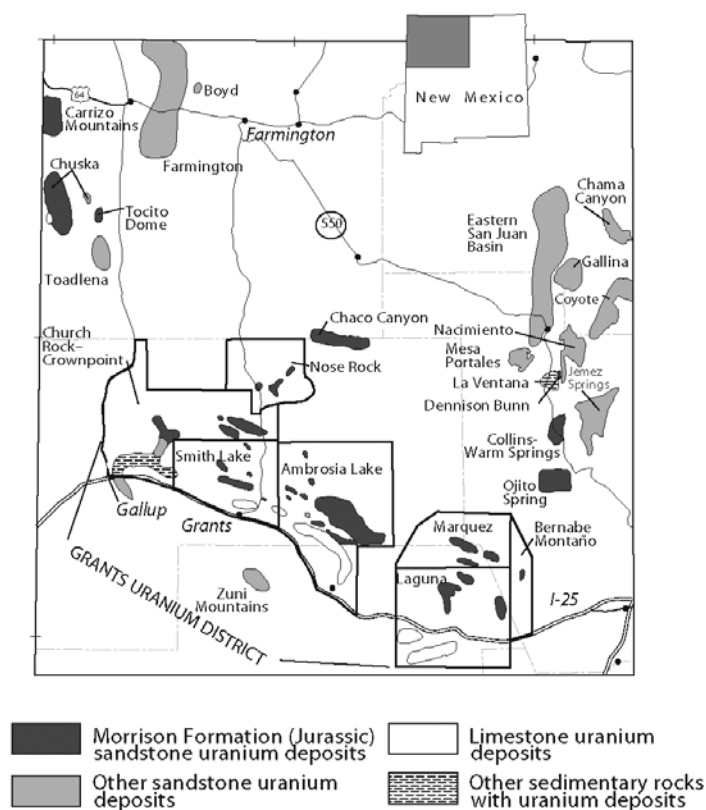 64
Boyd
New Mexico
Carrizo
Mountains
Farmington
Farmington
Chuska
Tocito
Dome
Toadlena
550
Eastern
San Juan
Basin
Chama
Canyon
Gallina
Coyote
Church
Rock–
Crownpoint
Chaco Canyon
Nose Rock
Nacimiento
Mesa
Portales
La Ventana
Dennison Bunn
Jemez
Springs
Collins-
Warm Springs
Ojito
Spring
Smith Lake
Ambrosia Lake
Gallup
Grants
Marquez
Bernabe
Montaño
Laguna
I-25
Zuni
Mountains
GRANTS URANIUM DISTRICT
Morrison Formation (Jurassic)
sandstone uranium deposits
Limestone uranium
deposits
Other sandstone uranium
deposits
Other sedimentary rocks
with uranium deposits